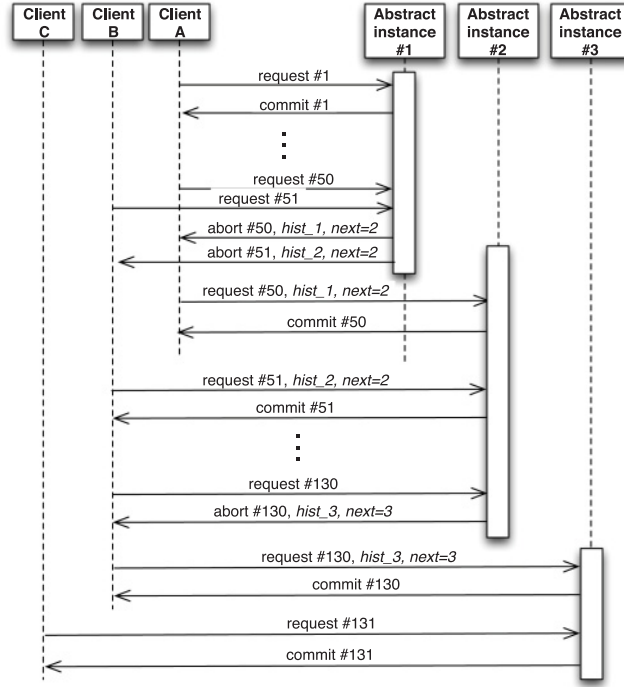 Client
C
Client
B
Client
A
Abstract
instance
#1
Abstract
instance
#2
Abstract
instance
#3
request #1
commit #1
request #50
request #51
abort #50, hist_1, next=2
abort #51, hist_2, next=2
request #50, hist_1, next=2
commit #50
request #51, hist_2, next=2
commit #51
request #130
abort #130, hist_3, next=3
request #130, hist_3, next=3
commit #130
request #131
commit #131